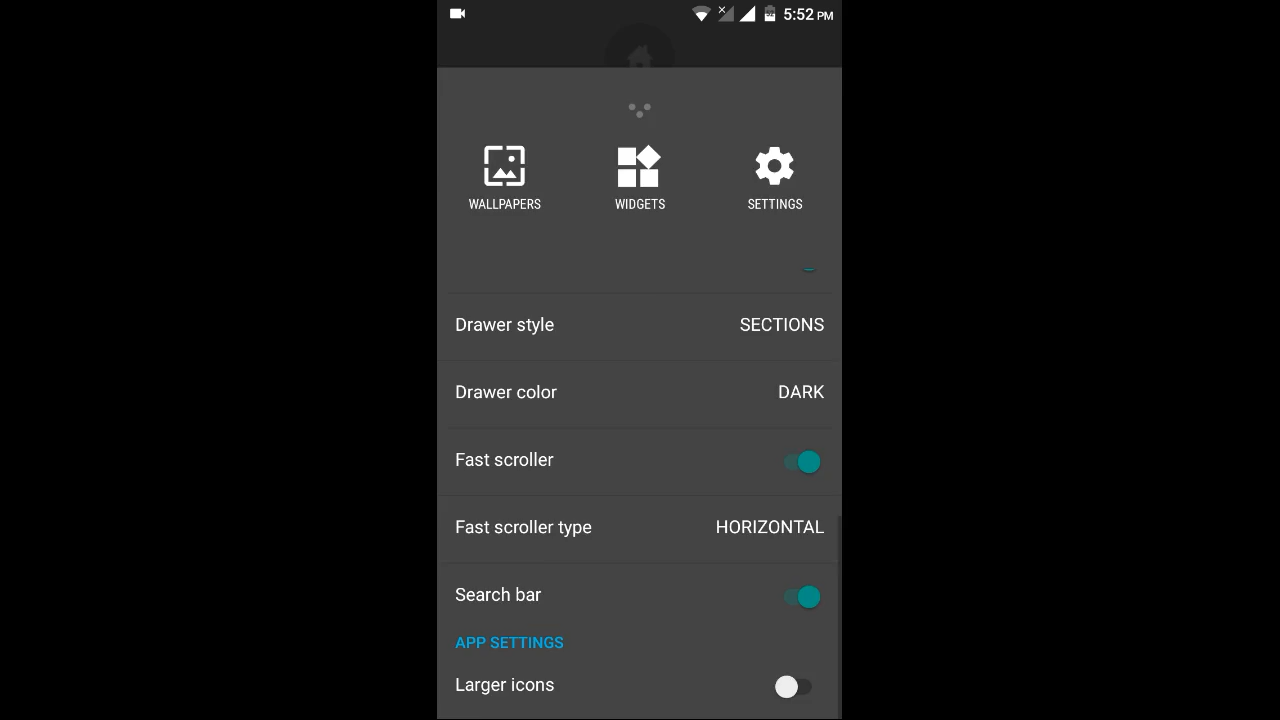 5:52 PM
WALLPAPERS WIDGETS SETTINGS
Drawer style SECTIONS
Drawer color DARK
Fast scroller
Fast scroller type HORIZONTAL
Search bar
APP SETTINGS
Larger icons